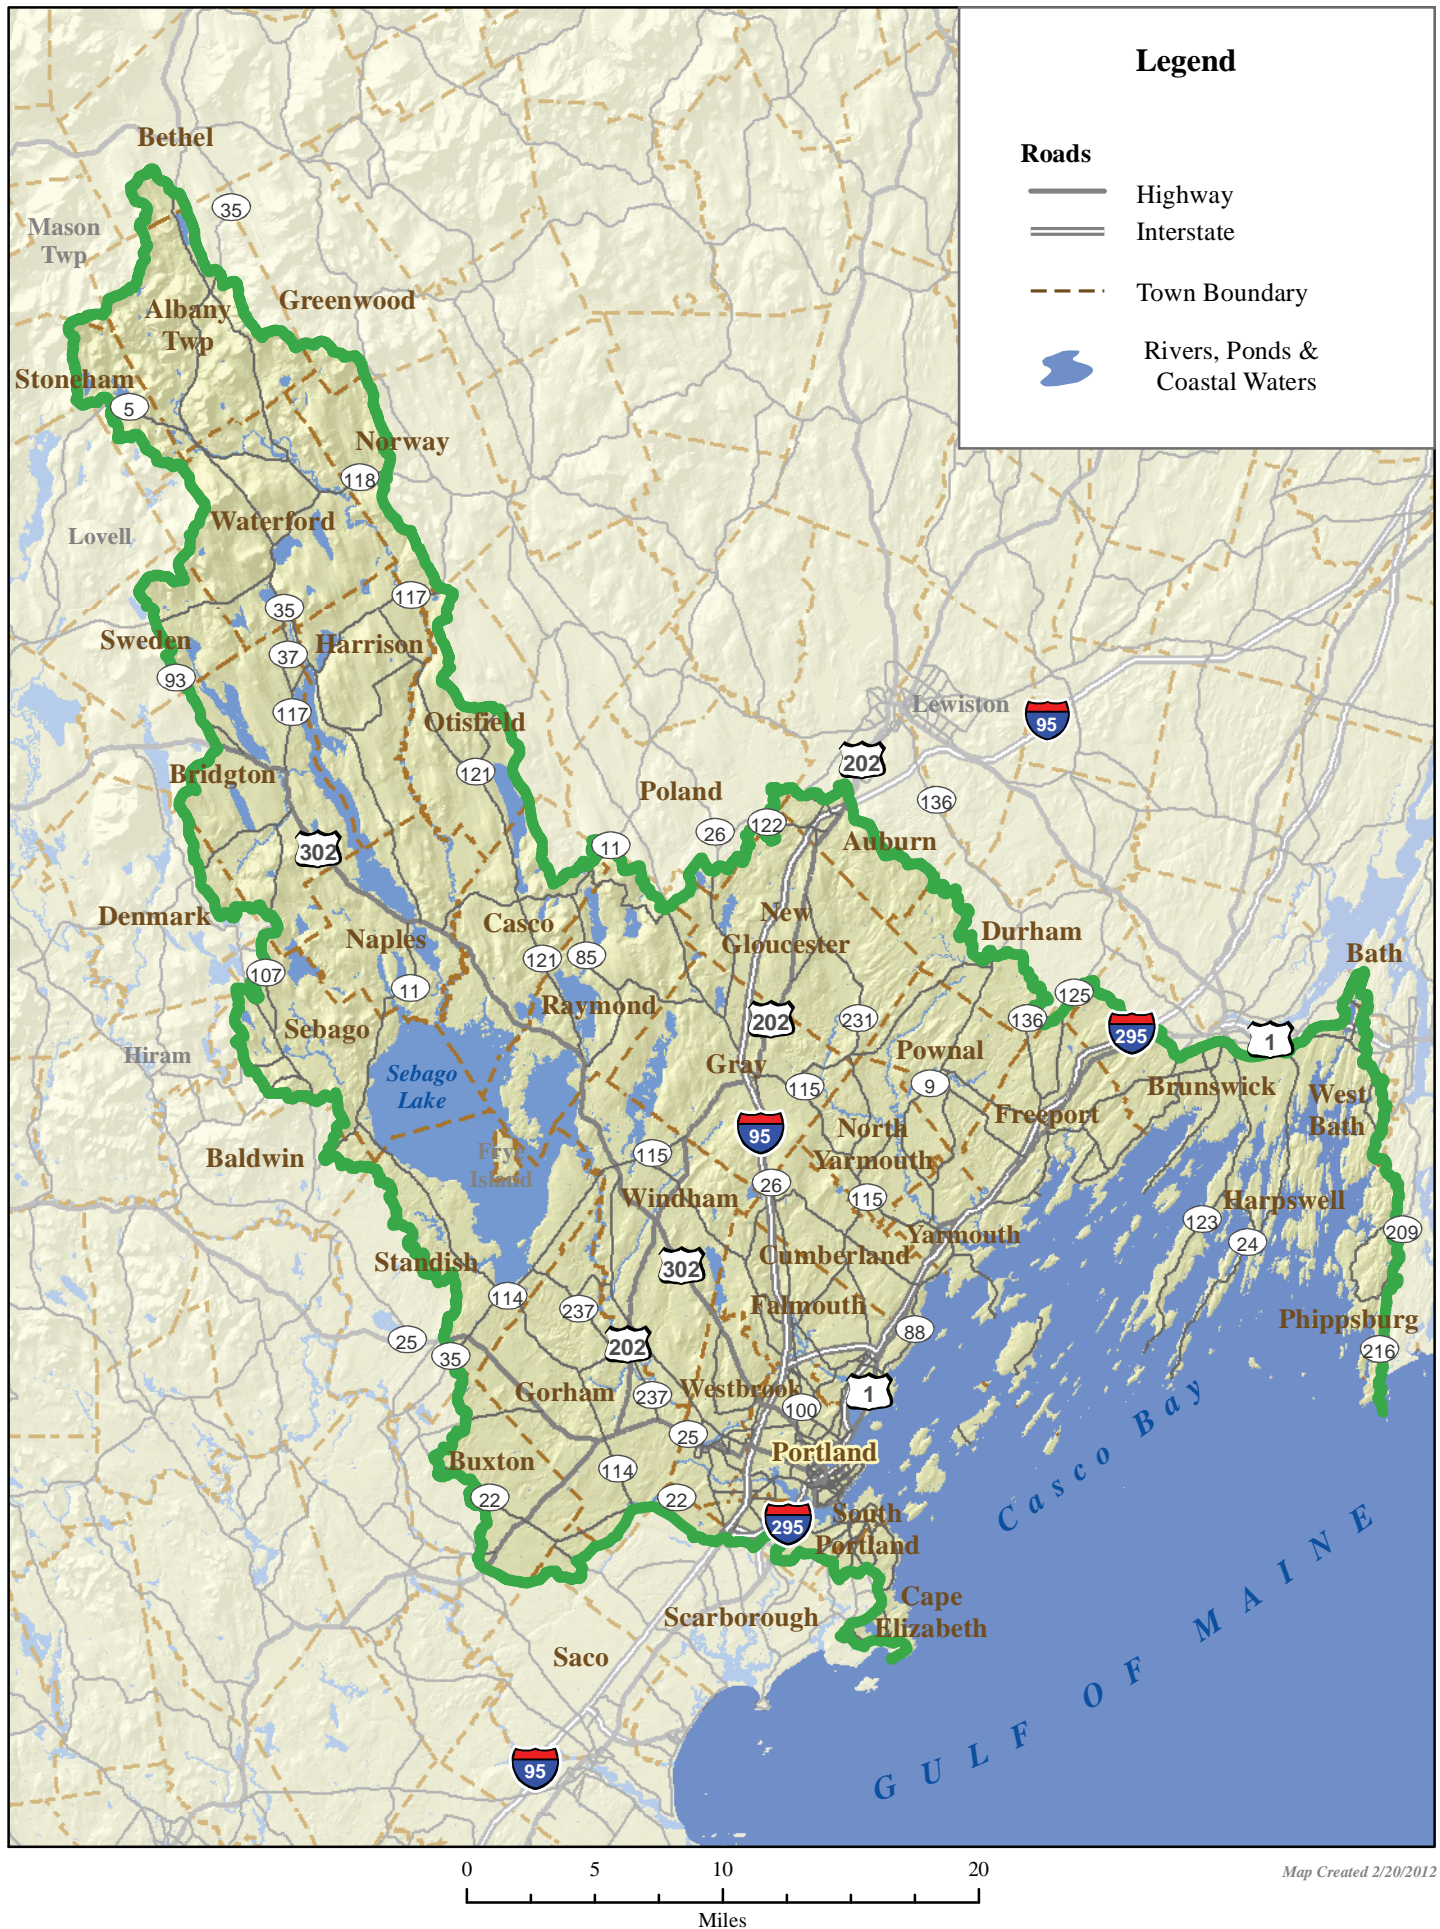 Legend
Roads
Highway
Interstate
Town Boundary
Rivers, Ponds &
Coastal Waters
Bethel
35
Mason
Twp
Greenwood
Albany
Twp
Stoneham
5
Norway
118
Waterford
Lovell
117
35
Sweden
Harrison
37
93
117
Lewiston
95
Otisfield
202
Bridgton
121
Poland
136
26
122
Auburn
302
11
Denmark
Casco
New
Gloucester
Durham
Naples
121
85
Bath
107
11
Raymond
125
Sebago
202
231
136
295
1
Hiram
Gray
Pownal
Sebago
Lake
115
9
Brunswick
West
Bath
Freeport
95
North
Yarmouth
Baldwin
Frye
Island
115
26
115
Windham
Harpswell
123
24
209
Standish
Cumberland
Yarmouth
302
114
237
Falmouth
Phippsburg
25
35
202
88
216
Gorham
237
Westbrook
100
1
Casco Bay
25
Portland
Buxton
114
22
22
295
South
Portland
GULF OF MAINE
Cape
Elizabeth
Scarborough
Saco
95
0
5
10
20
Miles
Map Created 2/20/2012